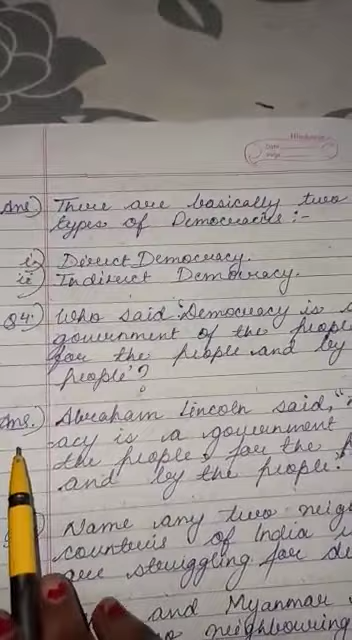 Date
Page
Ans) There are basically two
types of Democracies :-
i) Direct Democracy.
ii) Indirect Democracy.
Q4. Who said "Democracy is
government of the people
for the people and by
people"?
Ans.) Abraham Lincoln said, "
-acy is a government
the people, for the
and by the people."
Name any two
countries of India
are struggling for
and Myanmar
neighbouring